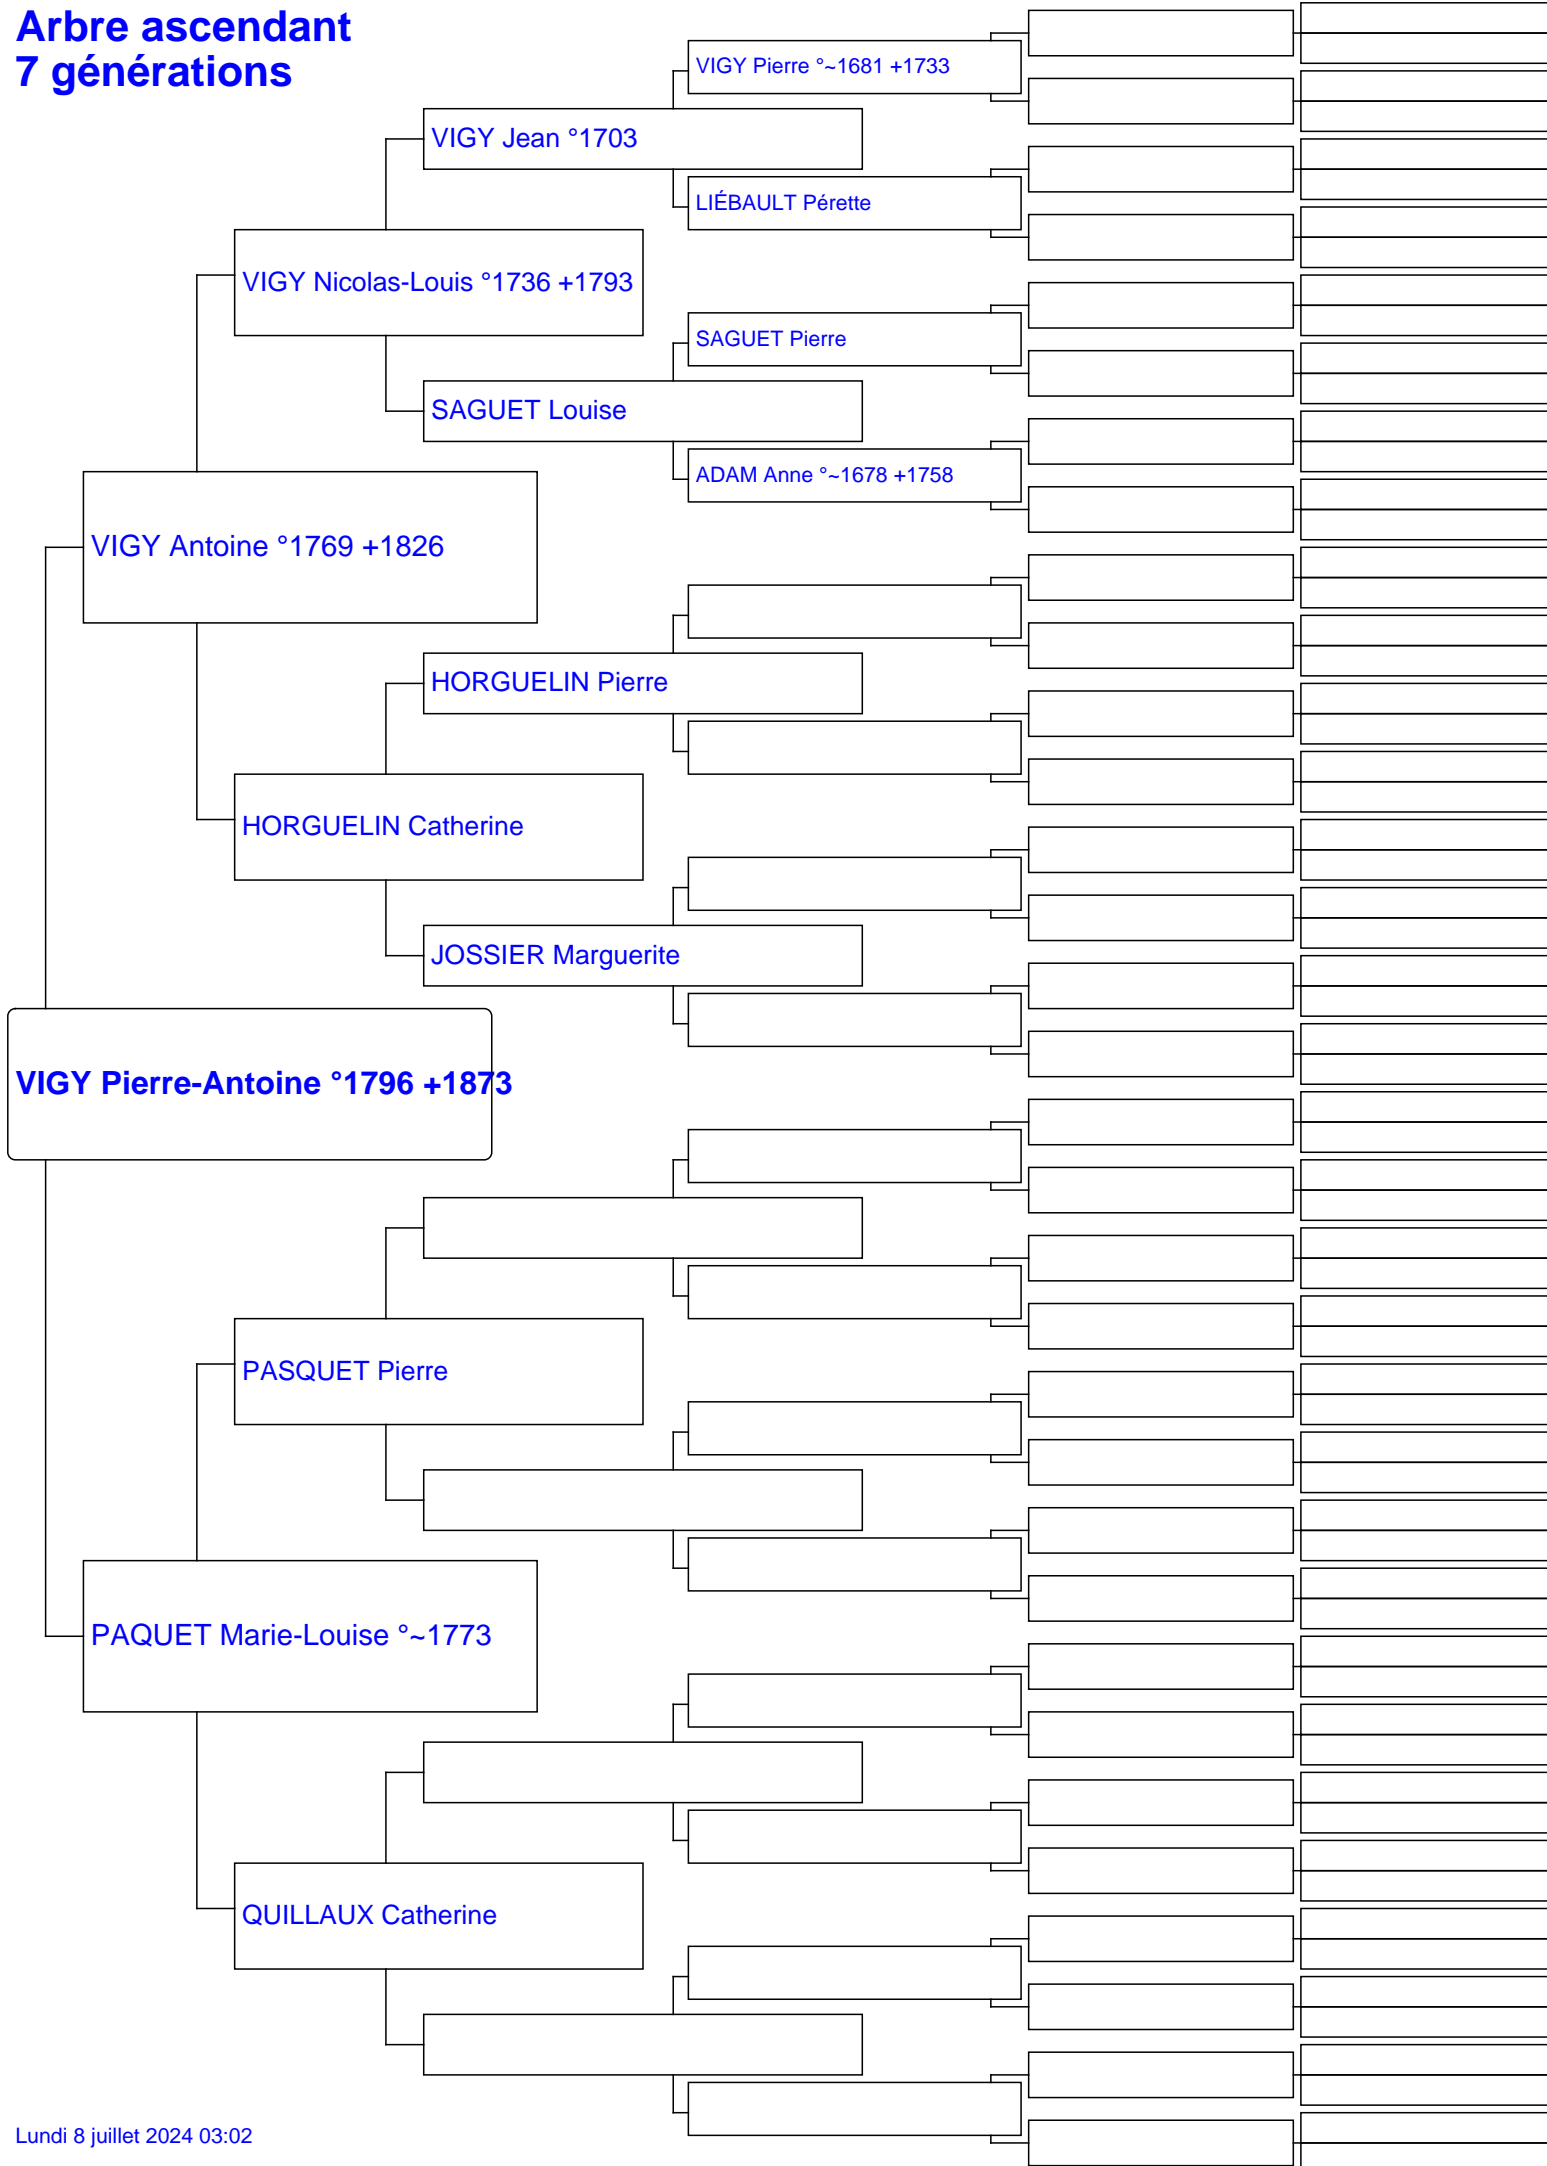 Arbre ascendant
7 générations
VIGY Pierre °~1681 +1733
VIGY Jean °1703
LIÉBAULT Pérette
VIGY Nicolas-Louis °1736 +1793
SAGUET Pierre
SAGUET Louise
ADAM Anne °~1678 +1758
VIGY Antoine °1769 +1826
HORGUELIN Pierre
HORGUELIN Catherine
JOSSIER Marguerite
VIGY Pierre-Antoine °1796 +1873
PASQUET Pierre
PAQUET Marie-Louise °~1773
QUILLAUX Catherine
Lundi 8 juillet 2024 03:02